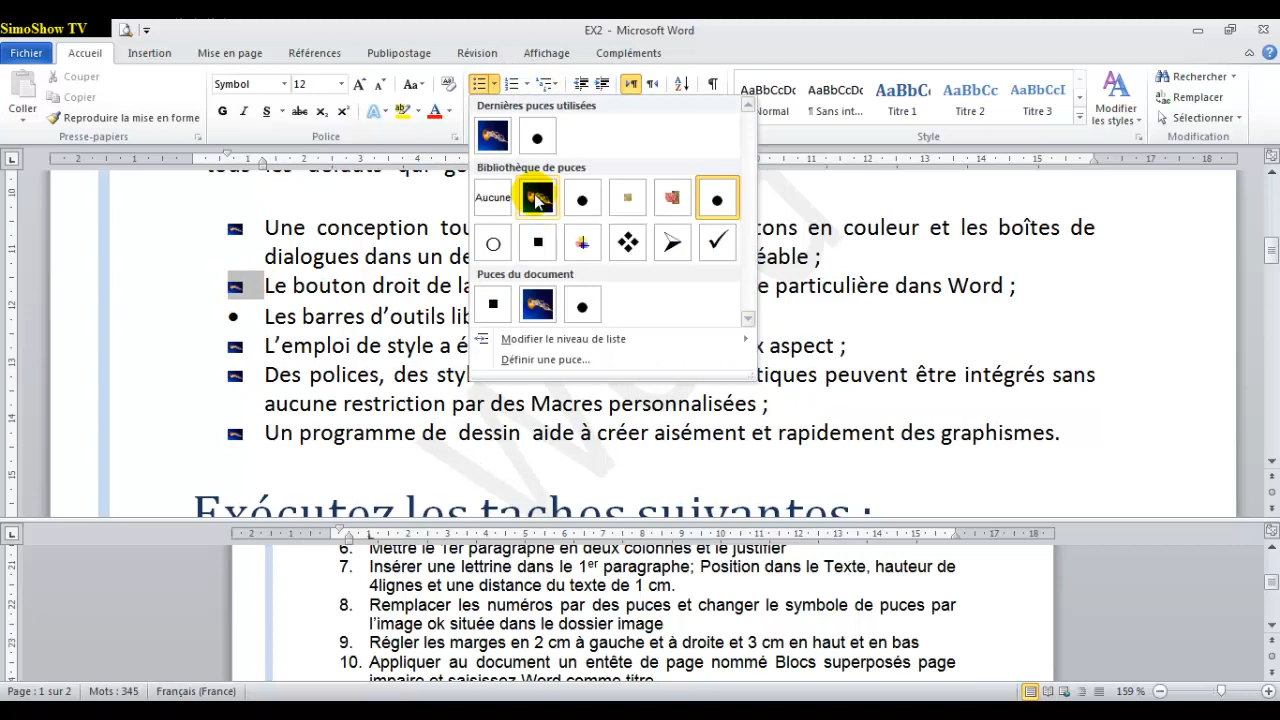 SimoShow TV
EX2 - Microsoft Word
Fichier Accueil Insertion Mise en page Références Publipostage Révision Affichage Compléments
Coller
Couper
Copier
Reproduire la mise en forme
Presse-papiers
Symbol 12
Police
AaBbCcDc AaBbCcDc AaBbC AaBbCc AaBbCcI
Normal ¶ Sans int... Titre 1 Titre 2 Titre 3
Modifier les styles
Style
Rechercher
Remplacer
Sélectionner
Modification
Dernières puces utilisées
Bibliothèque de puces
Aucune
Puces du document
Modifier le niveau de liste
Définir une puce...
tous les défauts
Une conception
ons en couleur et les boîtes de
dialogues dans un
éable ;
Le bouton droit de
particulière dans Word ;
Les barres d’outils
L’emploi de style a
aspect ;
Des polices, des
tiques peuvent être intégrés sans
aucune restriction par des Macres personnalisées ;
Un programme de dessin aide à créer aisément et rapidement des graphismes.
Exécutez les taches suivantes :
6. Mettre le 1er paragraphe en deux colonnes et le justifier
7. Insérer une lettrine dans le 1er paragraphe; Position dans le Texte, hauteur de
4lignes et une distance du texte de 1 cm.
8. Remplacer les numéros par des puces et changer le symbole de puces par
l’image ok située dans le dossier image
9. Régler les marges en 2 cm à gauche et à droite et 3 cm en haut et en bas
10. Appliquer au document un entête de page nommé Blocs superposés page
impaire et saisissez Word comme titre
Page : 1 sur 2 Mots : 345 Français (France) 159 %